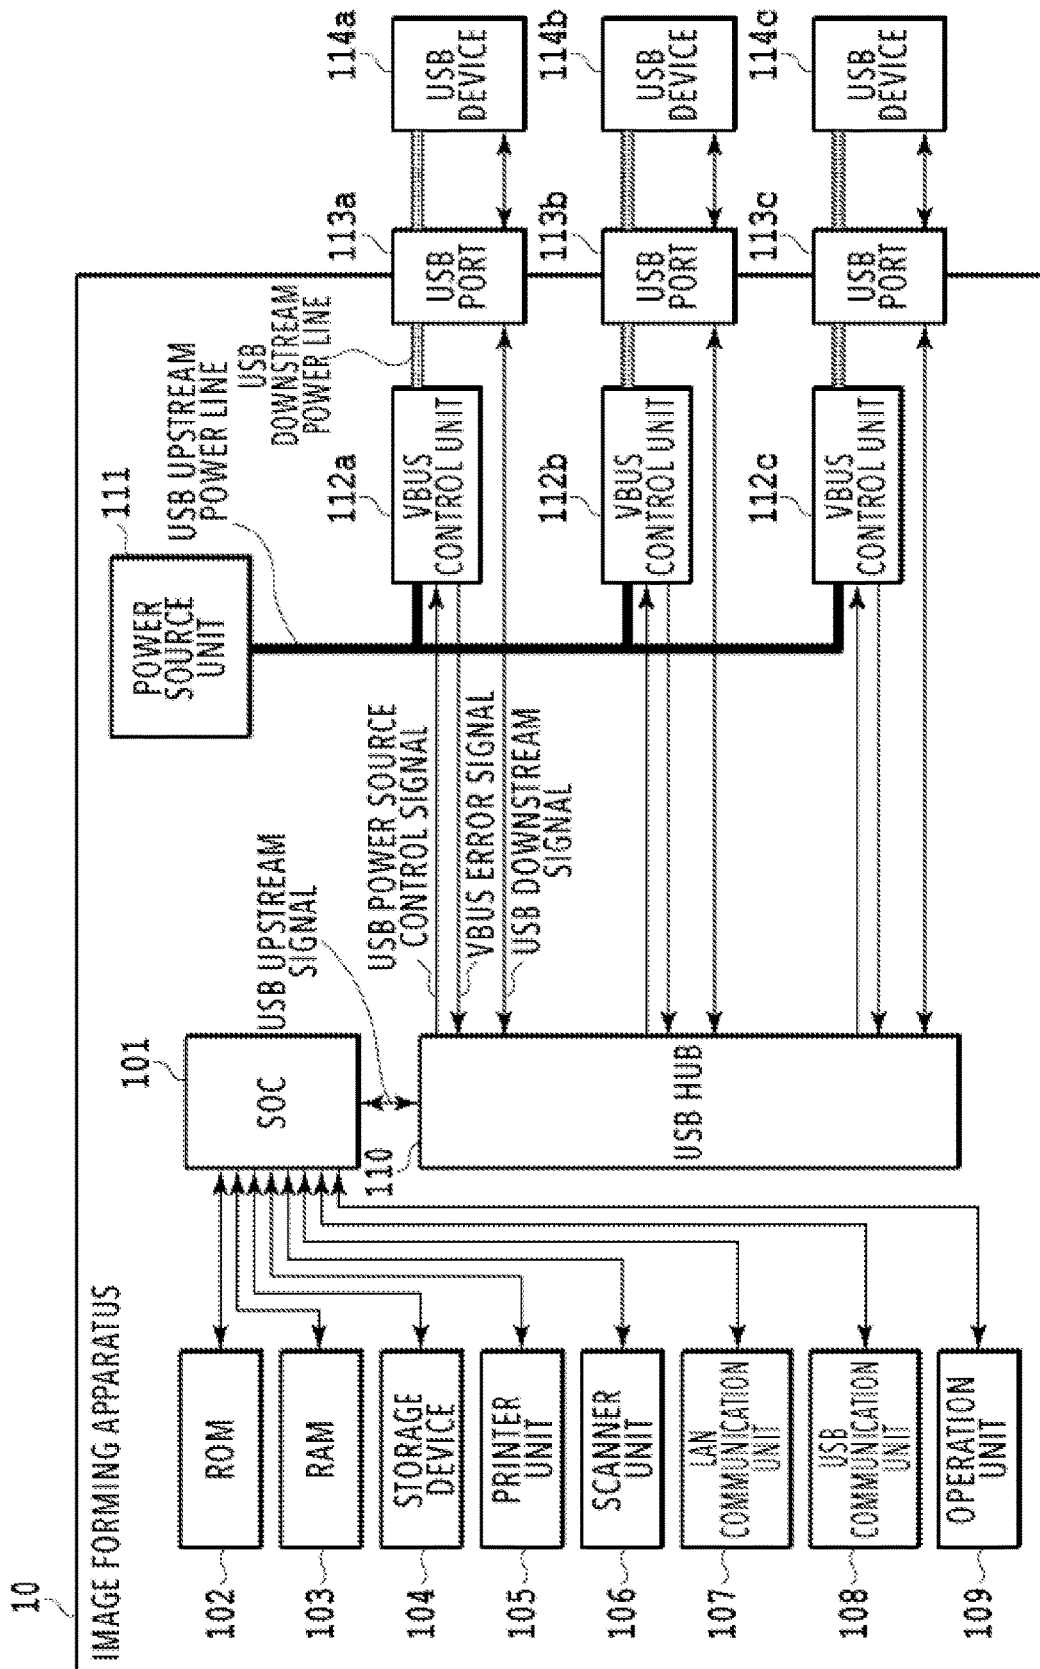 10
IMAGE FORMING APPARATUS
102
ROM
103
RAM
104
STORAGE
DEVICE
105
PRINTER
UNIT
106
SCANNER
UNIT
107
LAN
COMMUNICATION
UNIT
108
USB
COMMUNICATION
UNIT
109
OPERATION
UNIT
101
SOC
USB UPSTREAM
SIGNAL
110
USB HUB
USB POWER SOURCE
CONTROL SIGNAL
VBUS ERROR SIGNAL
USB DOWNSTREAM
SIGNAL
111
POWER
SOURCE
UNIT
USB UPSTREAM
POWER LINE
USB
DOWNSTREAM
POWER LINE
112a
VBUS
CONTROL UNIT
112b
VBUS
CONTROL UNIT
112c
VBUS
CONTROL UNIT
113a
USB
PORT
113b
USB
PORT
113c
USB
PORT
114a
USB
DEVICE
114b
USB
DEVICE
114c
USB
DEVICE